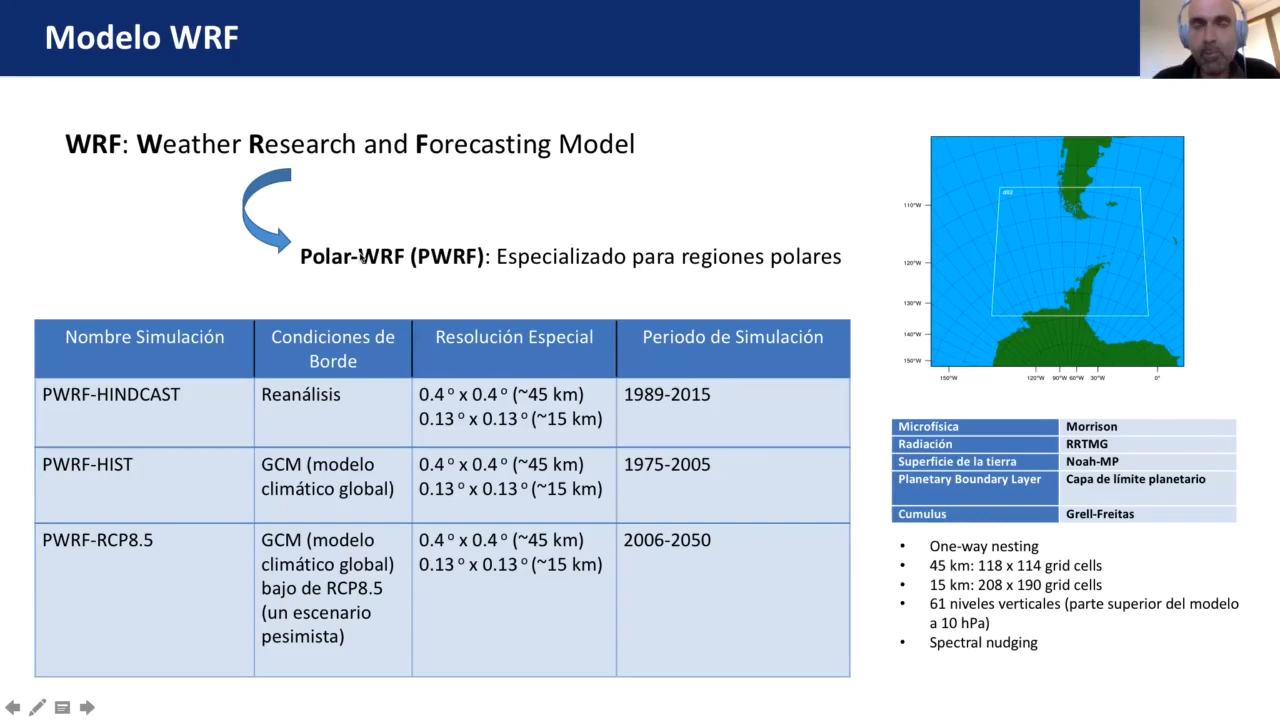 Modelo WRF
WRF: Weather Research and Forecasting Model
Polar-WRF (PWRF): Especializado para regiones polares
Nombre Simulación
Condiciones de
Borde
Resolución Especial
Periodo de Simulación
PWRF-HINDCAST
Reanálisis
0.4 º x 0.4 º (~45 km)
0.13 º x 0.13 º (~15 km)
1989-2015
PWRF-HIST
GCM (modelo
climático global)
0.4 º x 0.4 º (~45 km)
0.13 º x 0.13 º (~15 km)
1975-2005
PWRF-RCP8.5
GCM (modelo
climático global)
bajo de RCP8.5
(un escenario
pesimista)
0.4 º x 0.4 º (~45 km)
0.13 º x 0.13 º (~15 km)
2006-2050
d02
110°W
120°W
130°W
140°W
150°W
150°W
120°W 90°W 60°W 30°W 0°
Microfísica Morrison
Radiación RRTMG
Superficie de la tierra Noah-MP
Planetary Boundary Layer Capa de límite planetario
Cumulus Grell-Freitas
• One-way nesting
• 45 km: 118 x 114 grid cells
• 15 km: 208 x 190 grid cells
• 61 niveles verticales (parte superior del modelo
a 10 hPa)
• Spectral nudging